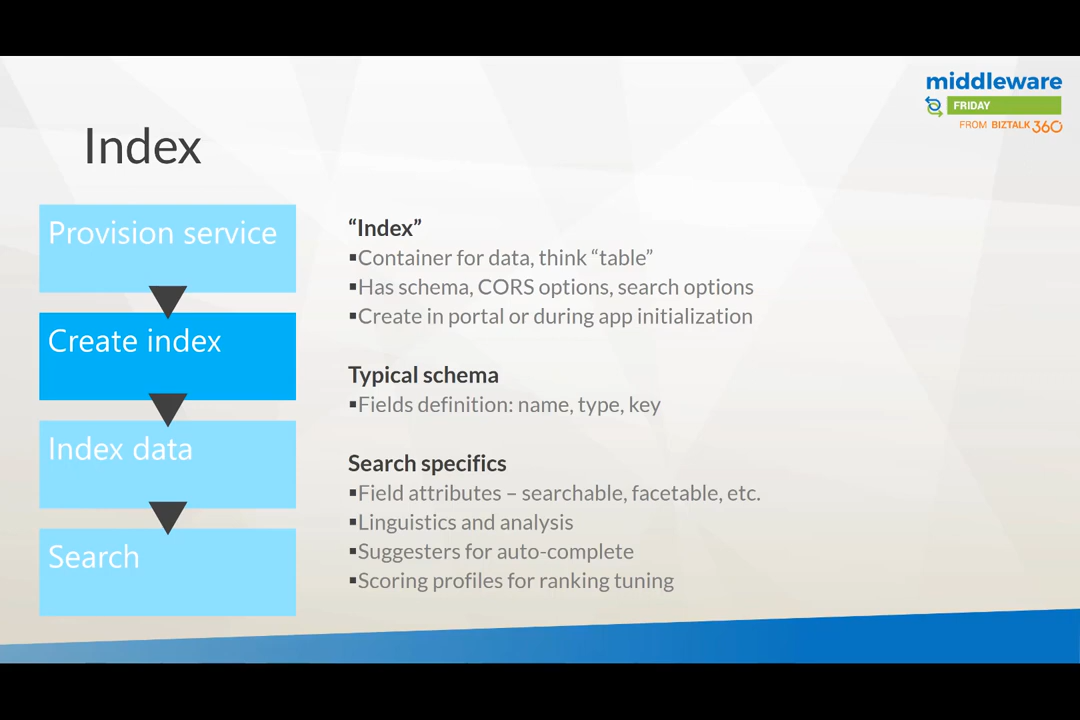 middleware
FRIDAY
FROM BIZTALK 360
Index
Provision service
Create index
Index data
Search
“Index”
▪Container for data, think “table”
▪Has schema, CORS options, search options
▪Create in portal or during app initialization
Typical schema
▪Fields definition: name, type, key
Search specifics
▪Field attributes – searchable, facetable, etc.
▪Linguistics and analysis
▪Suggesters for auto-complete
▪Scoring profiles for ranking tuning